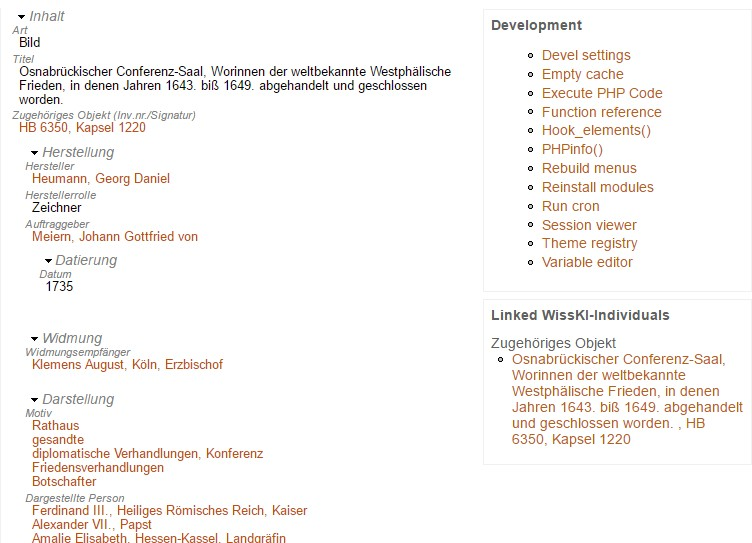 Inhalt
Art
Bild
Titel
Osnabrückischer Conferenz-Saal, Worinnen der weltbekannte Westphälische
Frieden, in denen Jahren 1643. biß 1649. abgehandelt und geschlossen
worden.
Zugehöriges Objekt (Inv.nr./Signatur)
HB 6350, Kapsel 1220
Herstellung
Hersteller
Heumann, Georg Daniel
Herstellerrolle
Zeichner
Auftraggeber
Meiern, Johann Gottfried von
Datierung
Datum
1735
Widmung
Widmungsempfänger
Klemens August, Köln, Erzbischof
Darstellung
Motiv
Rathaus
gesandte
diplomatische Verhandlungen, Konferenz
Friedensverhandlungen
Botschafter
Dargestellte Person
Ferdinand III., Heiliges Römisches Reich, Kaiser
Alexander VII., Papst
Amalie Elisabeth, Hessen-Kassel, Landgräfin
Development
Devel settings
Empty cache
Execute PHP Code
Function reference
Hook_elements()
PHPinfo()
Rebuild menus
Reinstall modules
Run cron
Session viewer
Theme registry
Variable editor
Linked WissKI-Individuals
Zugehöriges Objekt
Osnabrückischer Conferenz-Saal,
Worinnen der weltbekannte
Westphälische Frieden, in denen
Jahren 1643. biß 1649. abgehandelt
und geschlossen worden. , HB
6350, Kapsel 1220